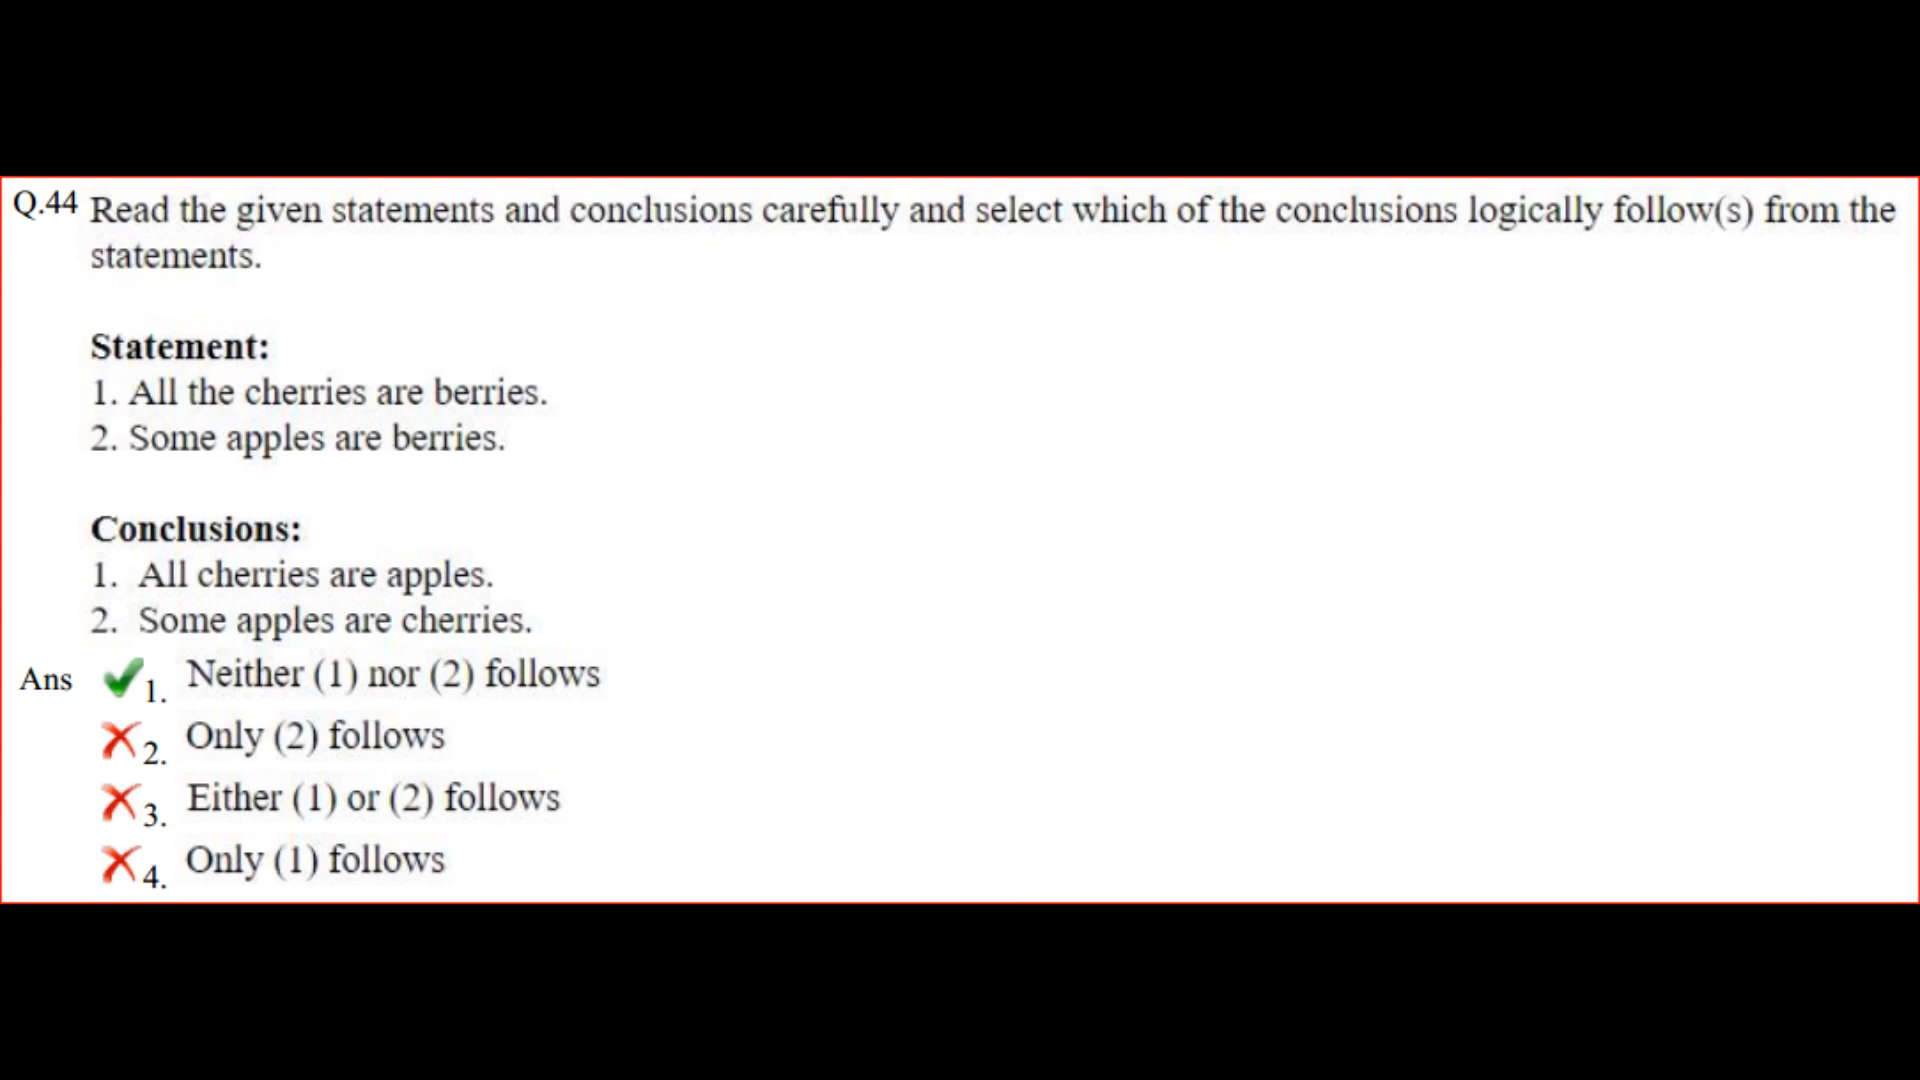 Q.44 Read the given statements and conclusions carefully and select which of the conclusions logically follow(s) from the
statements.
Statement:
1. All the cherries are berries.
2. Some apples are berries.
Conclusions:
1. All cherries are apples.
2. Some apples are cherries.
Ans 1. Neither (1) nor (2) follows
2. Only (2) follows
3. Either (1) or (2) follows
4. Only (1) follows